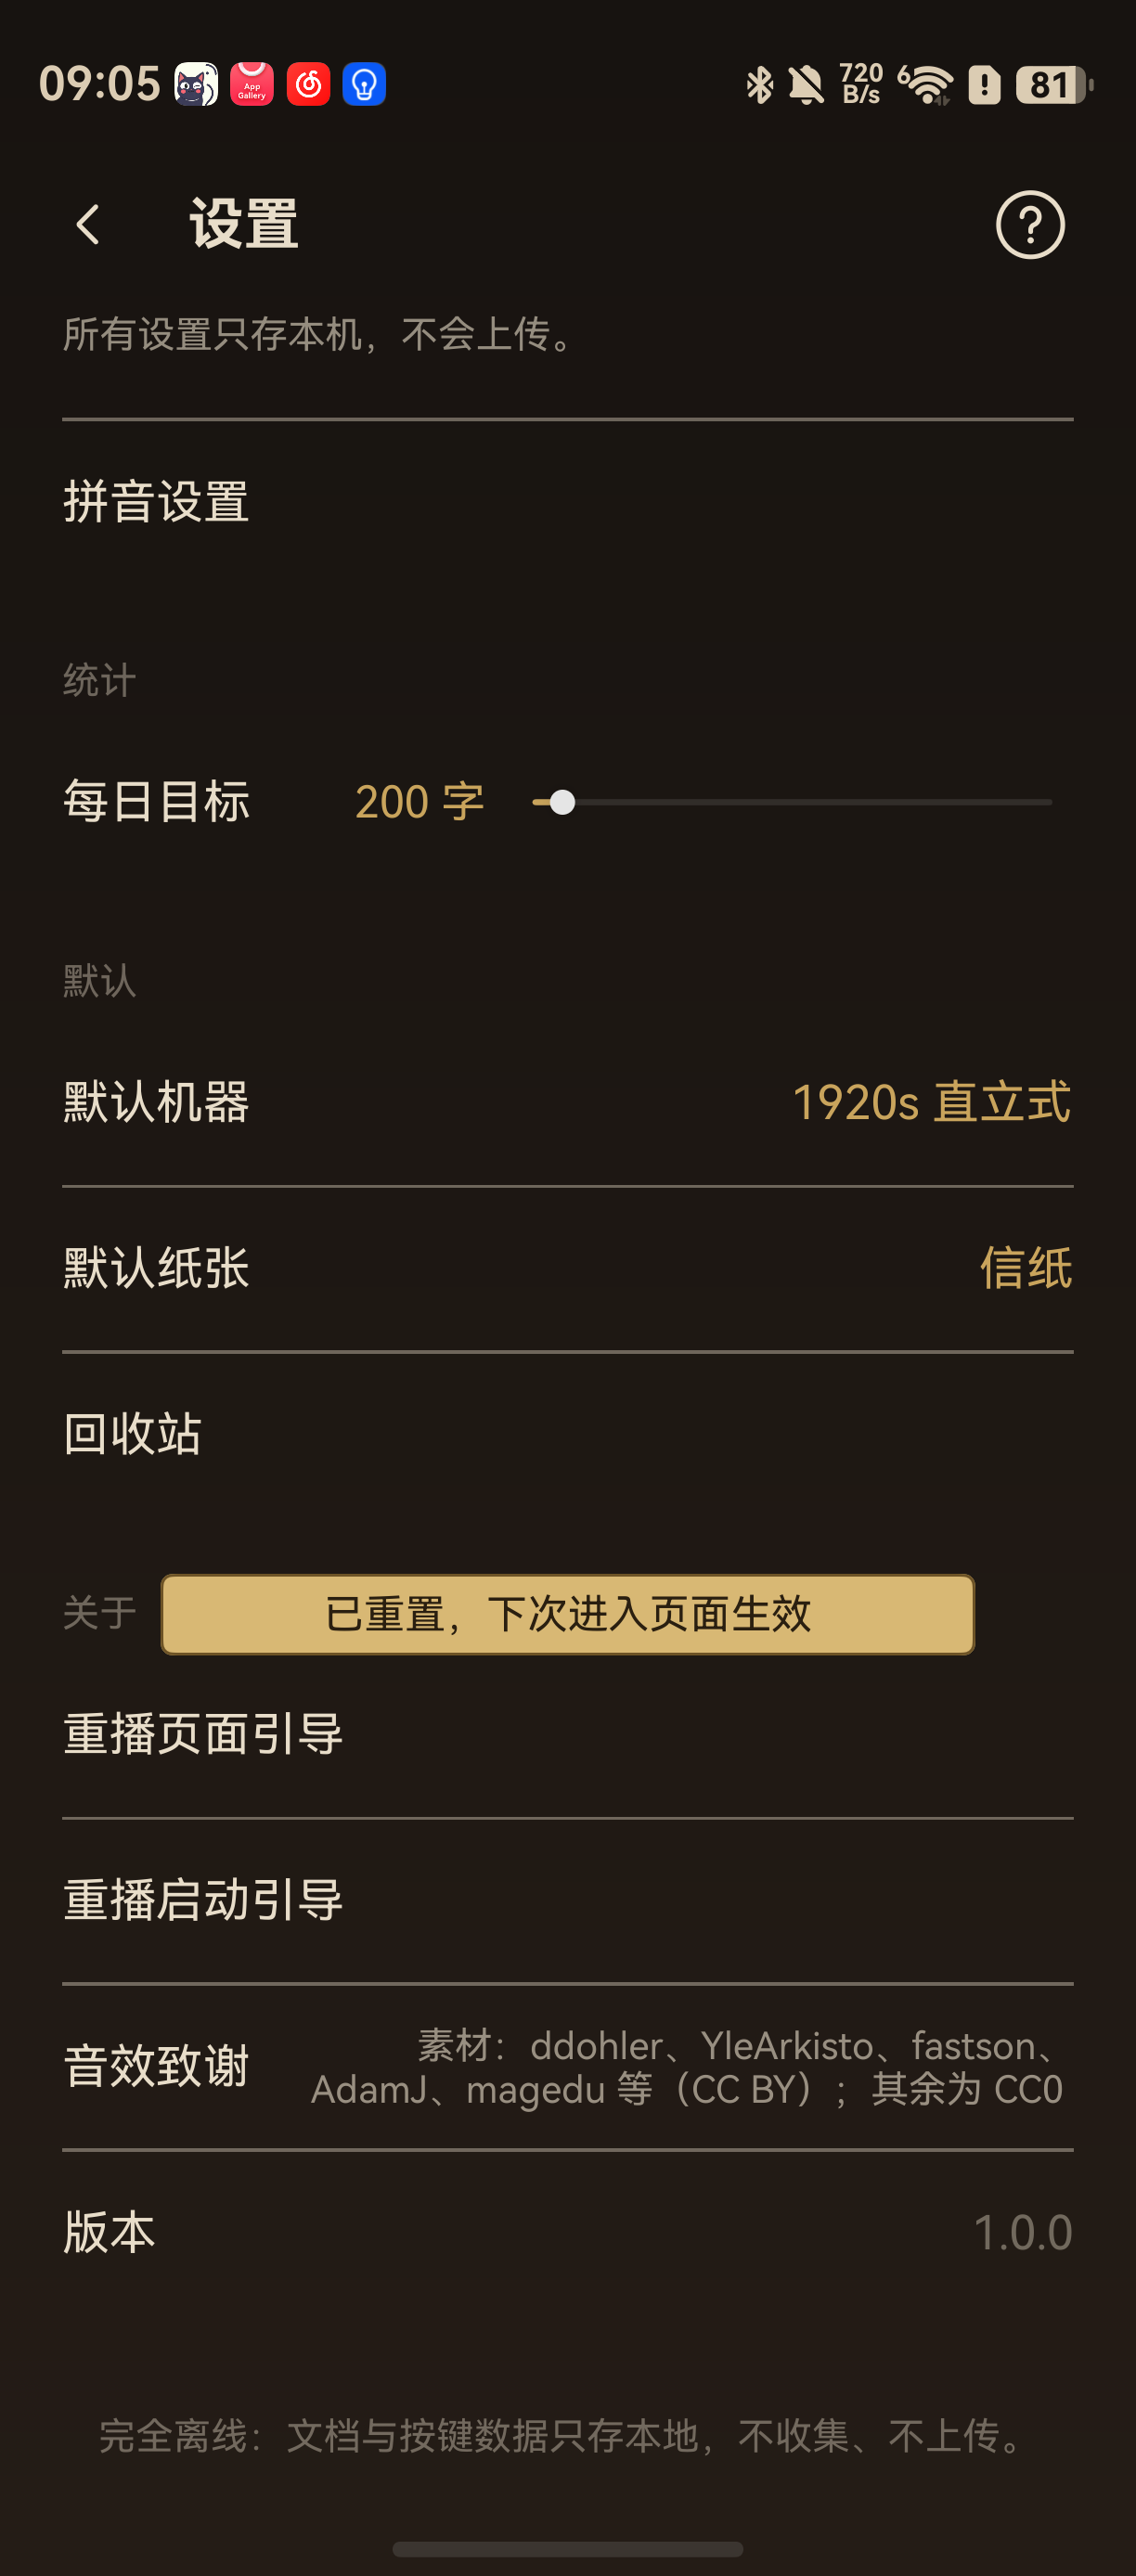 09:05
App
Gallery
720
B/s
6
81
设置
所有设置只存本机，不会上传。
拼音设置
统计
每日目标 200 字
默认
默认机器 1920s 直立式
默认纸张 信纸
回收站
关于
已重置，下次进入页面生效
重播页面引导
重播启动引导
音效致谢
素材：ddohler、YleArkisto、fastson、
AdamJ、magedu 等（CC BY）；其余为 CC0
版本 1.0.0
完全离线：文档与按键数据只存本地，不收集、不上传。